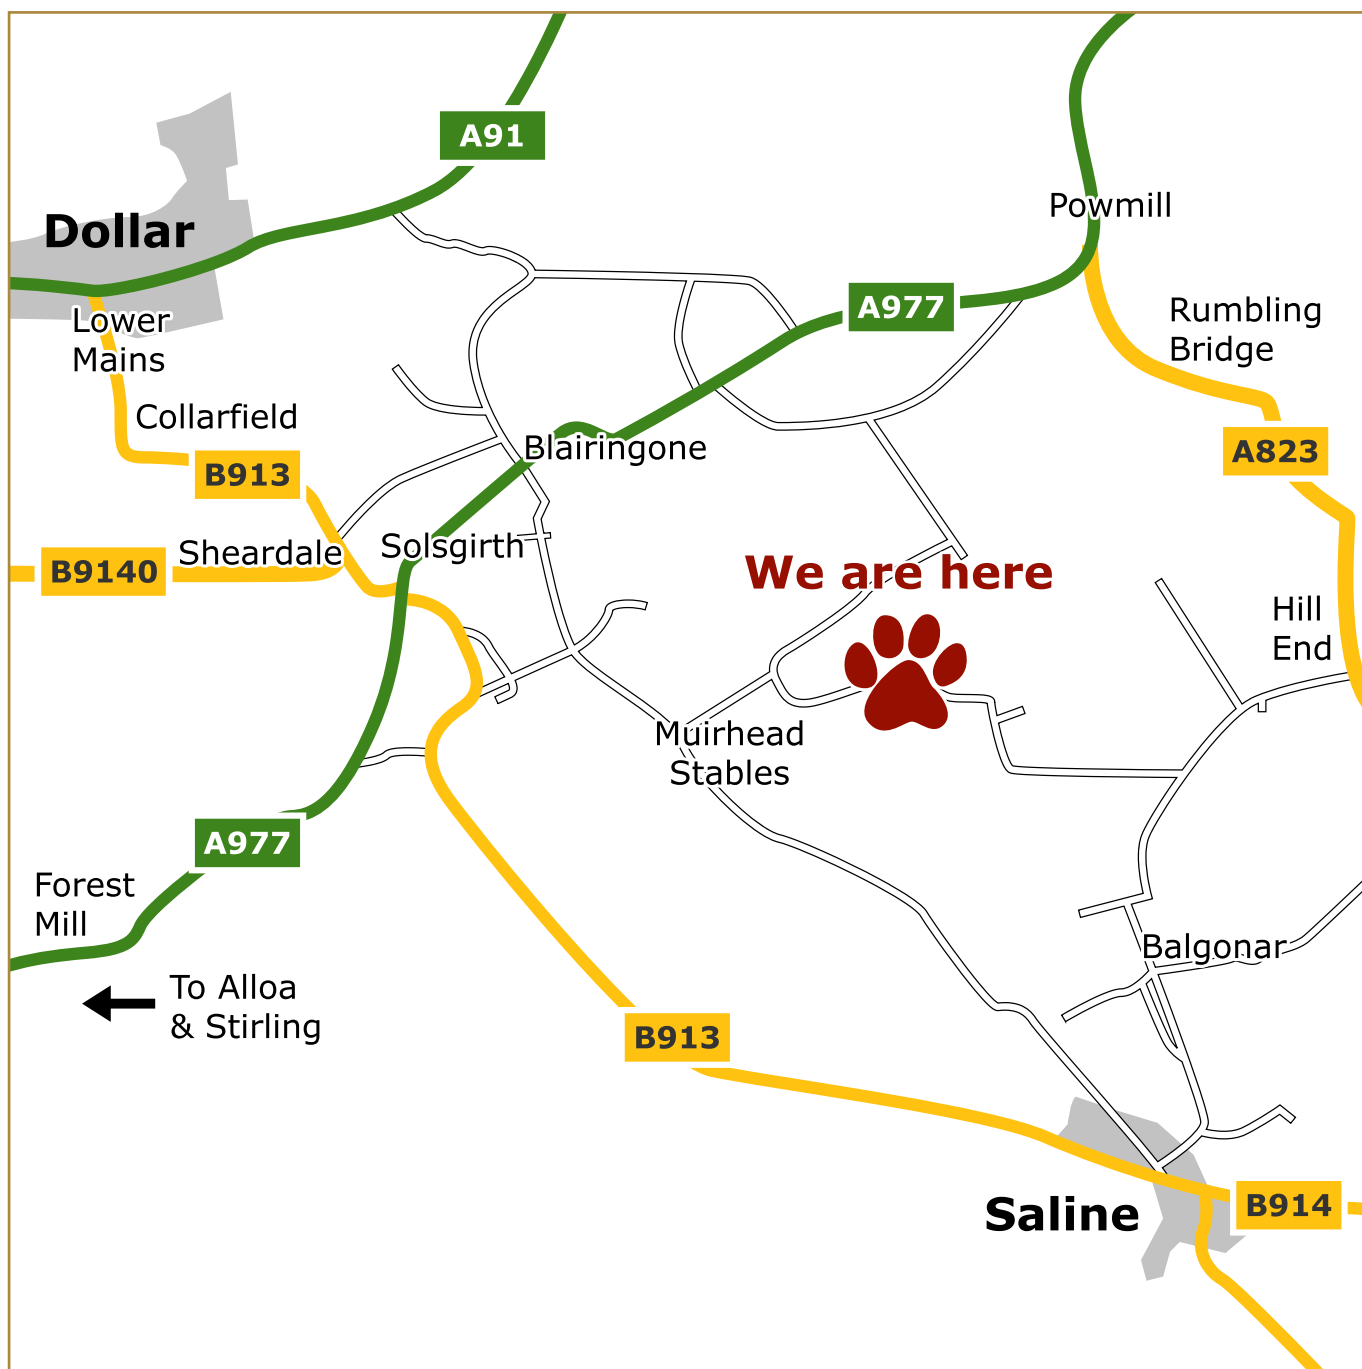 A91
Dollar
Powmill
A977
Lower
Mains
Rumbling
Bridge
Collarfield
Blairingone
A823
B913
Solsgirth
Sheardale
B9140
We are here
Hill
End
Muirhead
Stables
A977
Forest
Mill
Balgonar
To Alloa
& Stirling
B913
Saline
B914